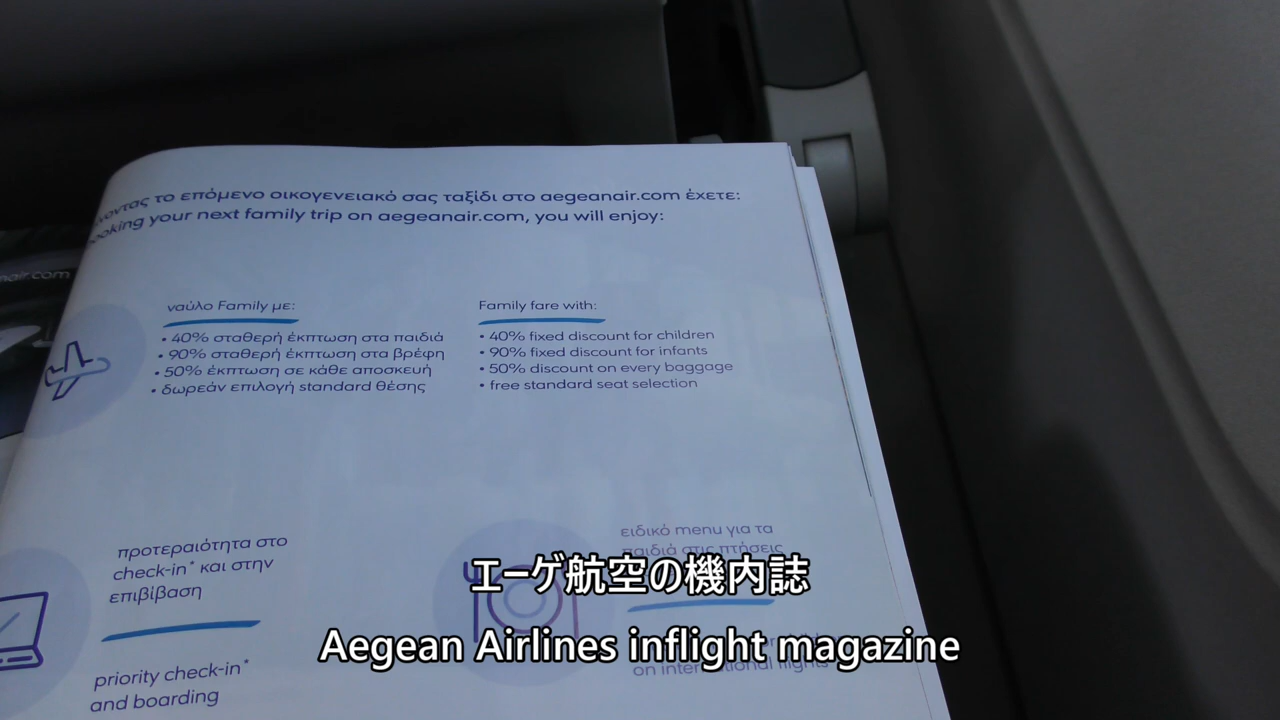 το επόμενο οικογενειακό σας ταξίδι στο aegeanair.com έχετε:
your next family trip on aegeanair.com, you will enjoy:
ναύλο Family με:
• 40% σταθερή έκπτωση στα παιδιά
• 90% σταθερή έκπτωση στα βρέφη
• 50% έκπτωση σε κάθε αποσκευή
• δωρεάν επιλογή standard θέσης
Family fare with:
• 40% fixed discount for children
• 90% fixed discount for infants
• 50% discount on every baggage
• free standard seat selection
προτεραιότητα στο
check-in* και στην
επιβίβαση
priority check-in*
and boarding
ειδικό menu για τα
παιδιά στις πτήσεις
on international flights
エーゲ航空の機内誌
Aegean Airlines inflight magazine